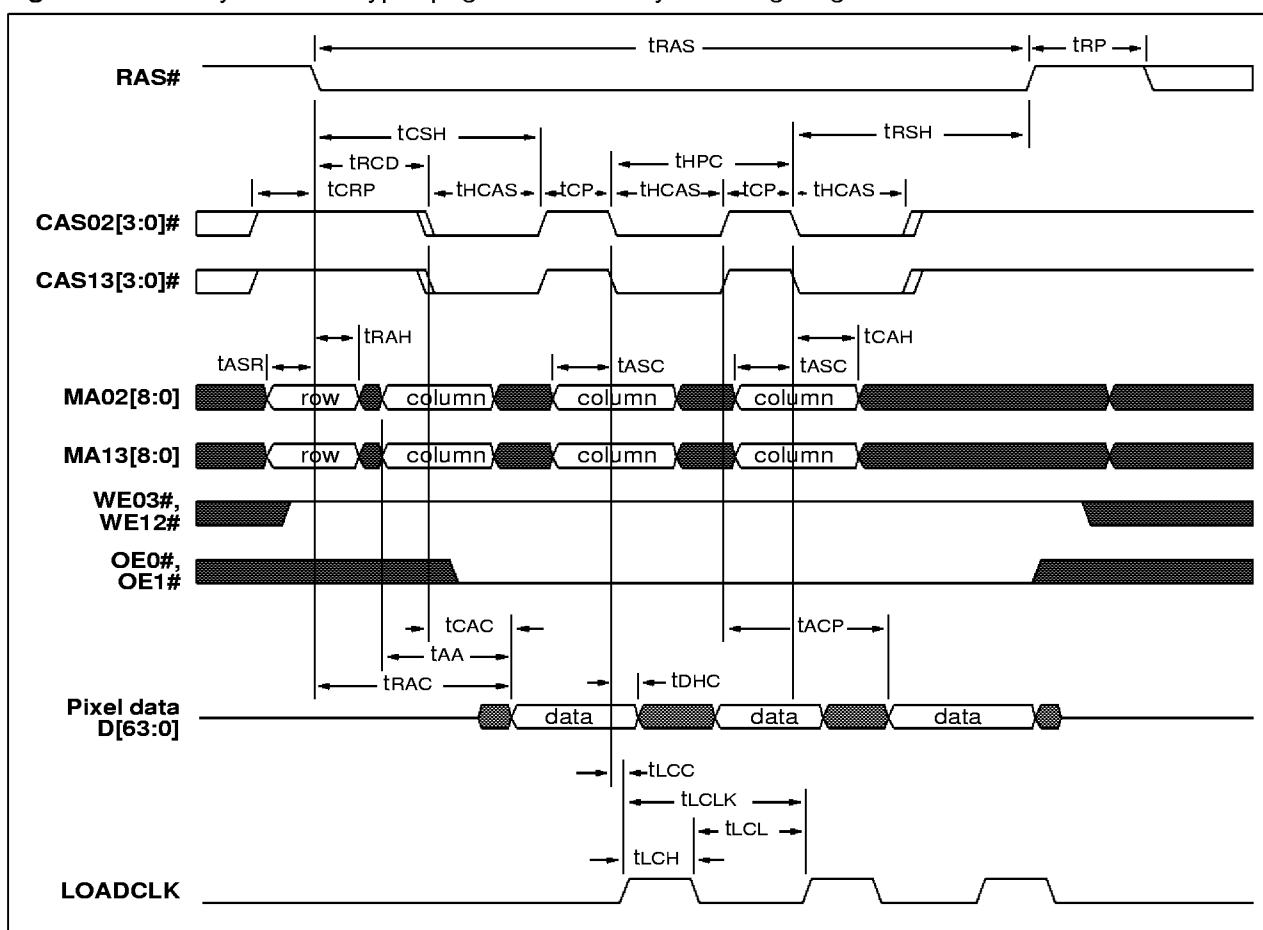 tRAS
tRP
RAS#
tCSH
tRSH
tRCD
tHPC
tCRP
tHCAS
tCP
tHCAS
tCP
tHCAS
CAS02[3:0]#
CAS13[3:0]#
tRAH
tCAH
tASR
tASC
tASC
MA02[8:0]
row
column
column
column
MA13[8:0]
row
column
column
column
WE03#,
WE12#
OE0#,
OE1#
tCAC
tACP
tAA
tRAC
tDHC
Pixel data
D[63:0]
data
data
data
tLCC
tLCLK
tLCL
tLCH
LOADCLK